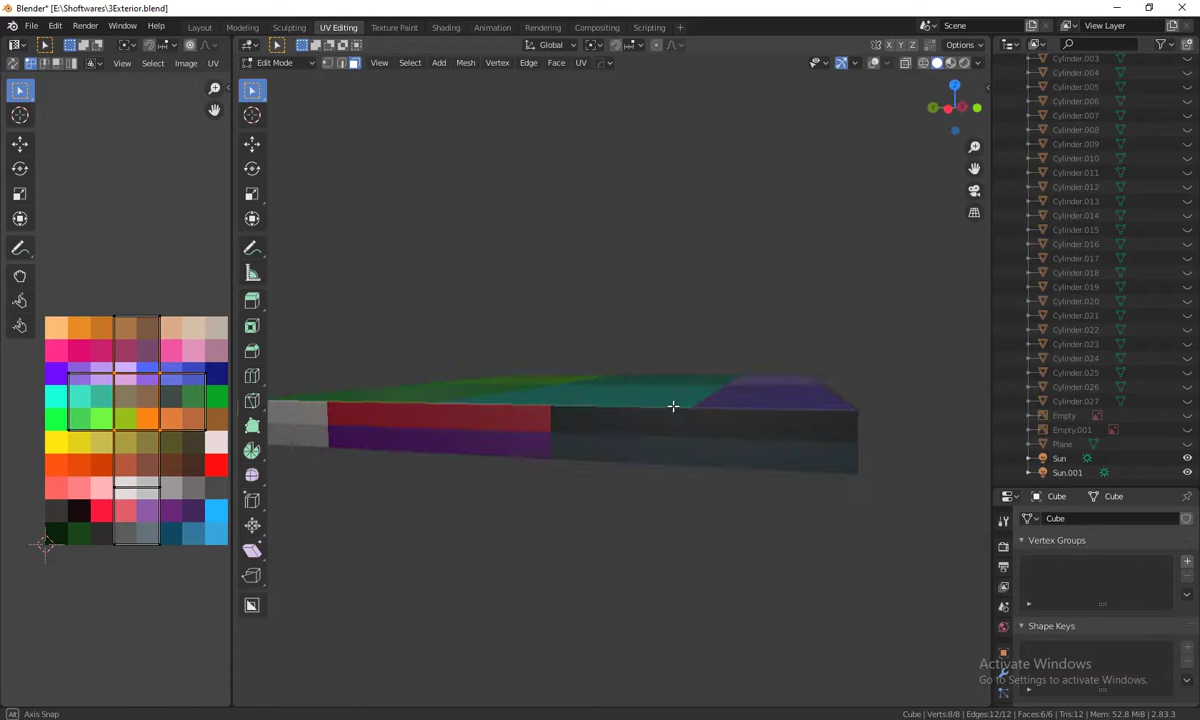 Blender* [E:\Shoftwares\3Exterior.blend]
File Edit Render Window Help Layout Modeling Sculpting UV Editing Texture Paint Shading Animation Rendering Compositing Scripting + Scene View Layer
Global Options
View Select Image UV Edit Mode View Select Add Mesh Vertex Edge Face UV
X Y Z
Cylinder.003
Cylinder.004
Cylinder.005
Cylinder.006
Cylinder.007
Cylinder.008
Cylinder.009
Cylinder.010
Cylinder.011
Cylinder.012
Cylinder.013
Cylinder.014
Cylinder.015
Cylinder.016
Cylinder.017
Cylinder.018
Cylinder.019
Cylinder.020
Cylinder.021
Cylinder.022
Cylinder.023
Cylinder.024
Cylinder.025
Cylinder.026
Cylinder.027
Empty
Empty.001
Plane
Sun
Sun.001
Cube Cube
Cube
Vertex Groups
Shape Keys
Activate Windows
Go to Settings to activate Windows.
Alt Axis Snap Cube | Verts:8/8 | Edges:12/12 | Faces:6/6 | Tris:12 | Mem: 52.8 MiB | 2.83.3